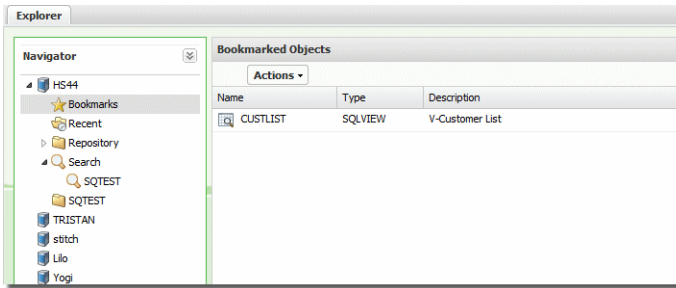 Explorer
Navigator
HS44
Bookmarks
Recent
Repository
Search
SQTEST
SQTEST
TRISTAN
stitch
Lilo
Yogi
Bookmarked Objects
Actions
Name Type Description
CUSTLIST SQLVIEW V-Customer List